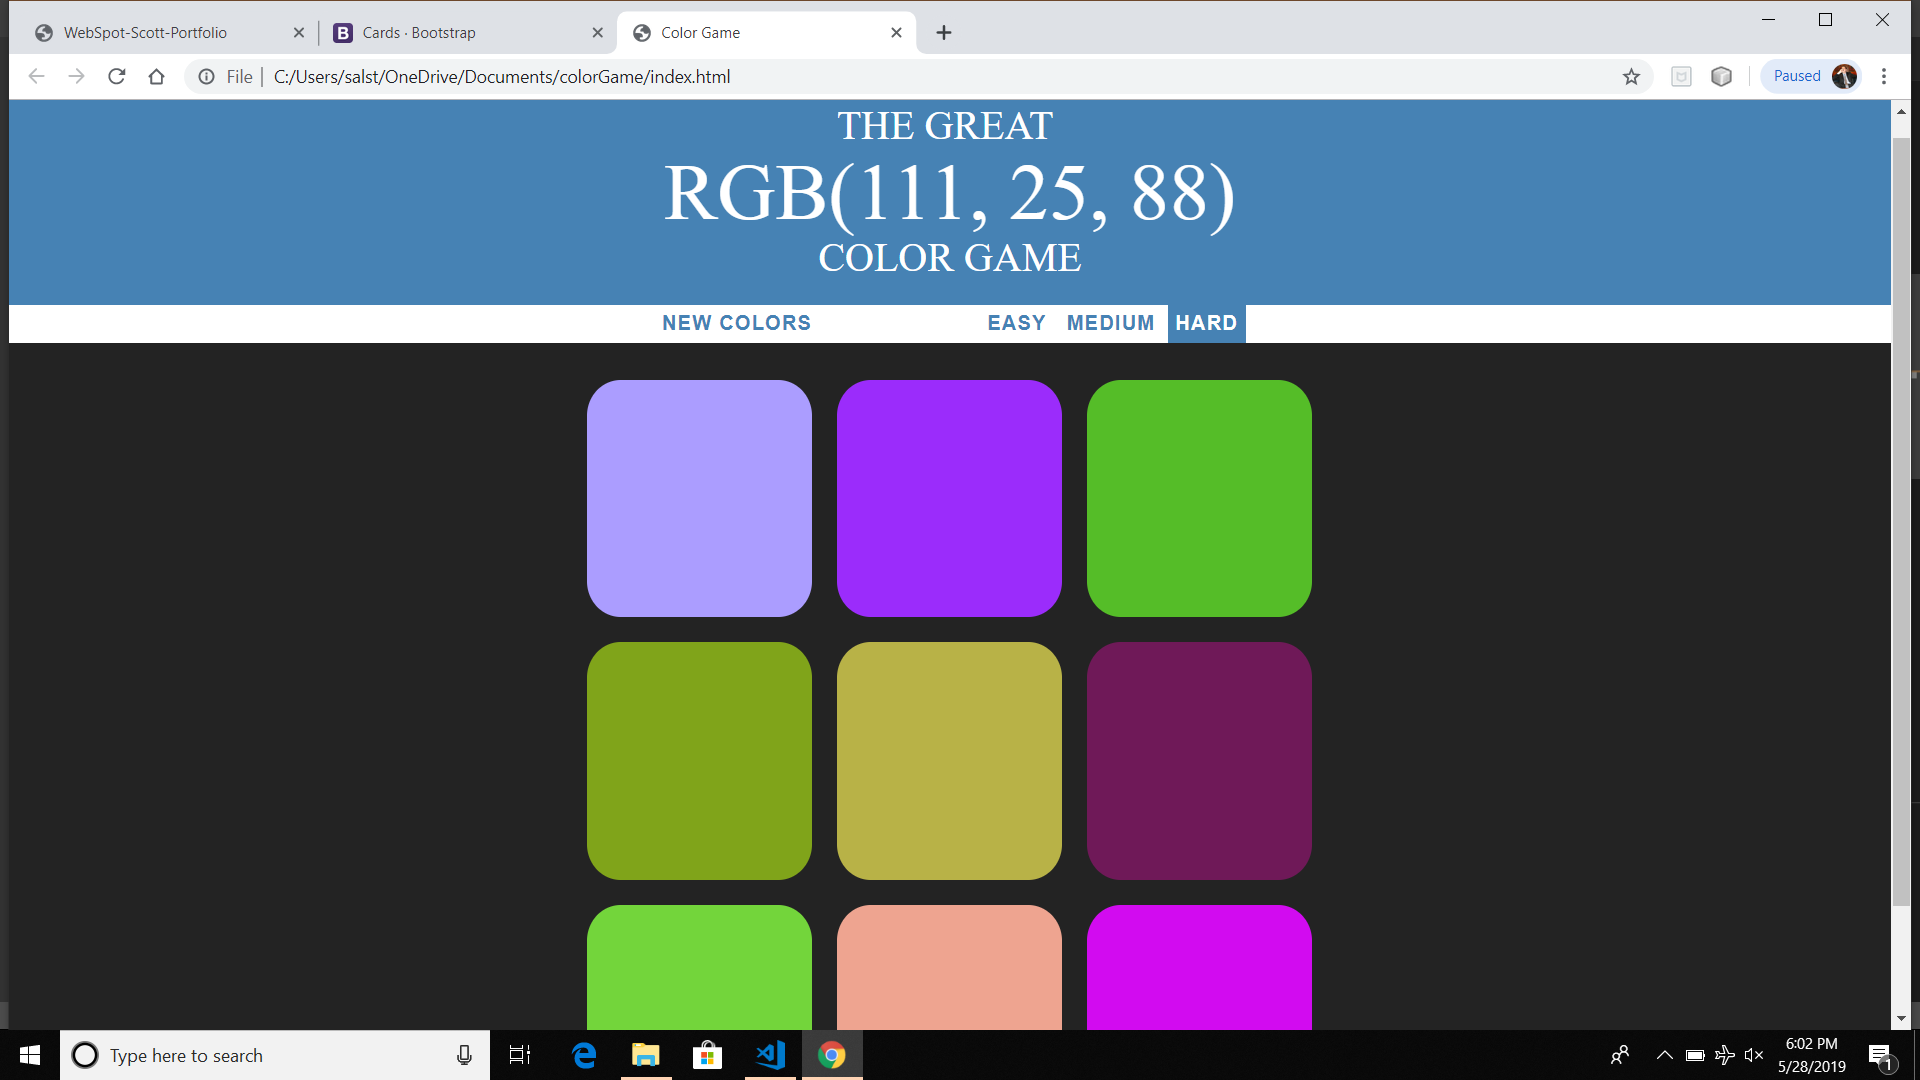 WebSpot-Scott-Portfolio
B Cards · Bootstrap
Color Game
File | C:/Users/salst/OneDrive/Documents/colorGame/index.html
Paused
THE GREAT
RGB(111, 25, 88)
COLOR GAME
NEW COLORS EASY MEDIUM HARD
Type here to search
6:02 PM
5/28/2019
1